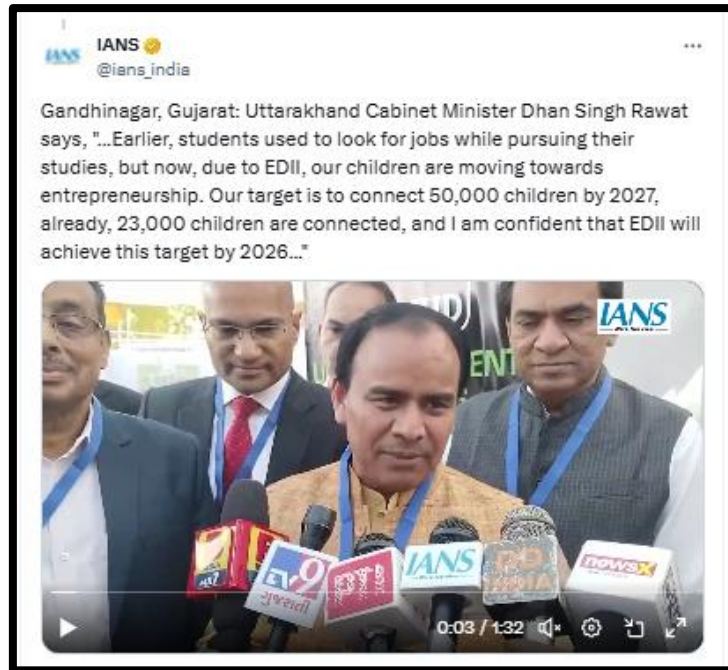 IANS
IANS
@ians_india
Gandhinagar, Gujarat: Uttarakhand Cabinet Minister Dhan Singh Rawat
says, "...Earlier, students used to look for jobs while pursuing their
studies, but now, due to EDII, our children are moving towards
entrepreneurship. Our target is to connect 50,000 children by 2027,
already, 23,000 children are connected, and I am confident that EDII will
achieve this target by 2026..."
IANS
ENT
TV9
ગુજરાતી
IANS
INDIA
newsX
0:03 / 1:32